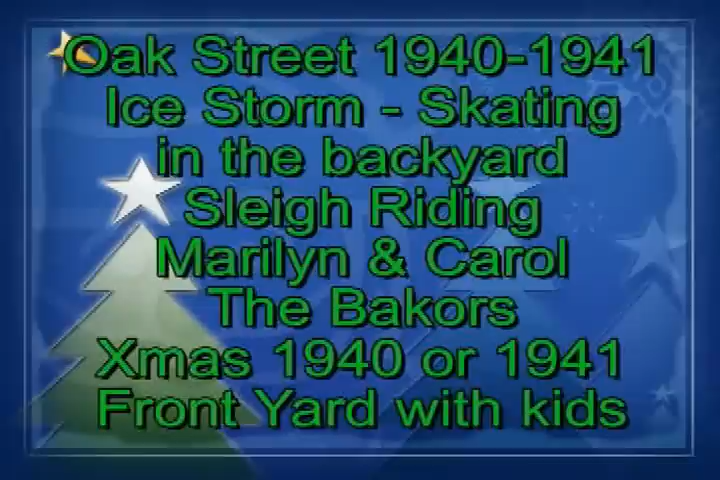 Oak Street 1940-1941
Ice Storm - Skating
in the backyard
Sleigh Riding
Marilyn & Carol
The Bakors
Xmas 1940 or 1941
Front Yard with kids